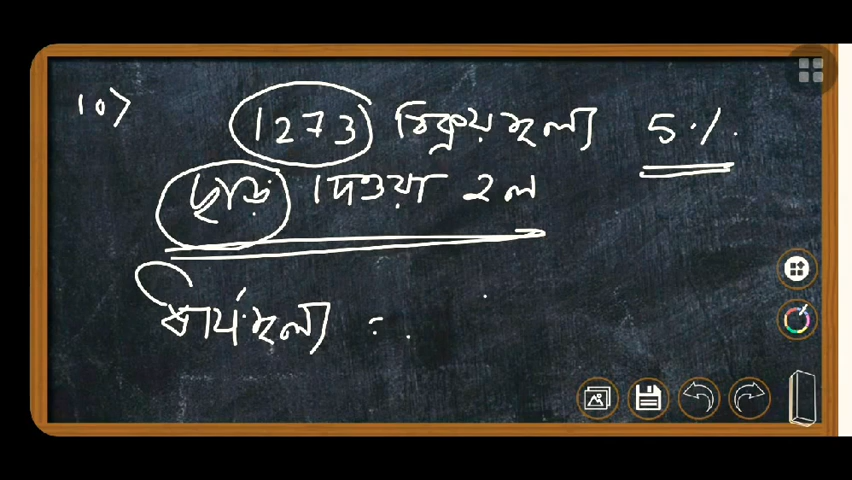 10>
1273 বিক্রয়মূল্য 5%.
ছাড় দেওয়া হল
ধার্যমূল্য =